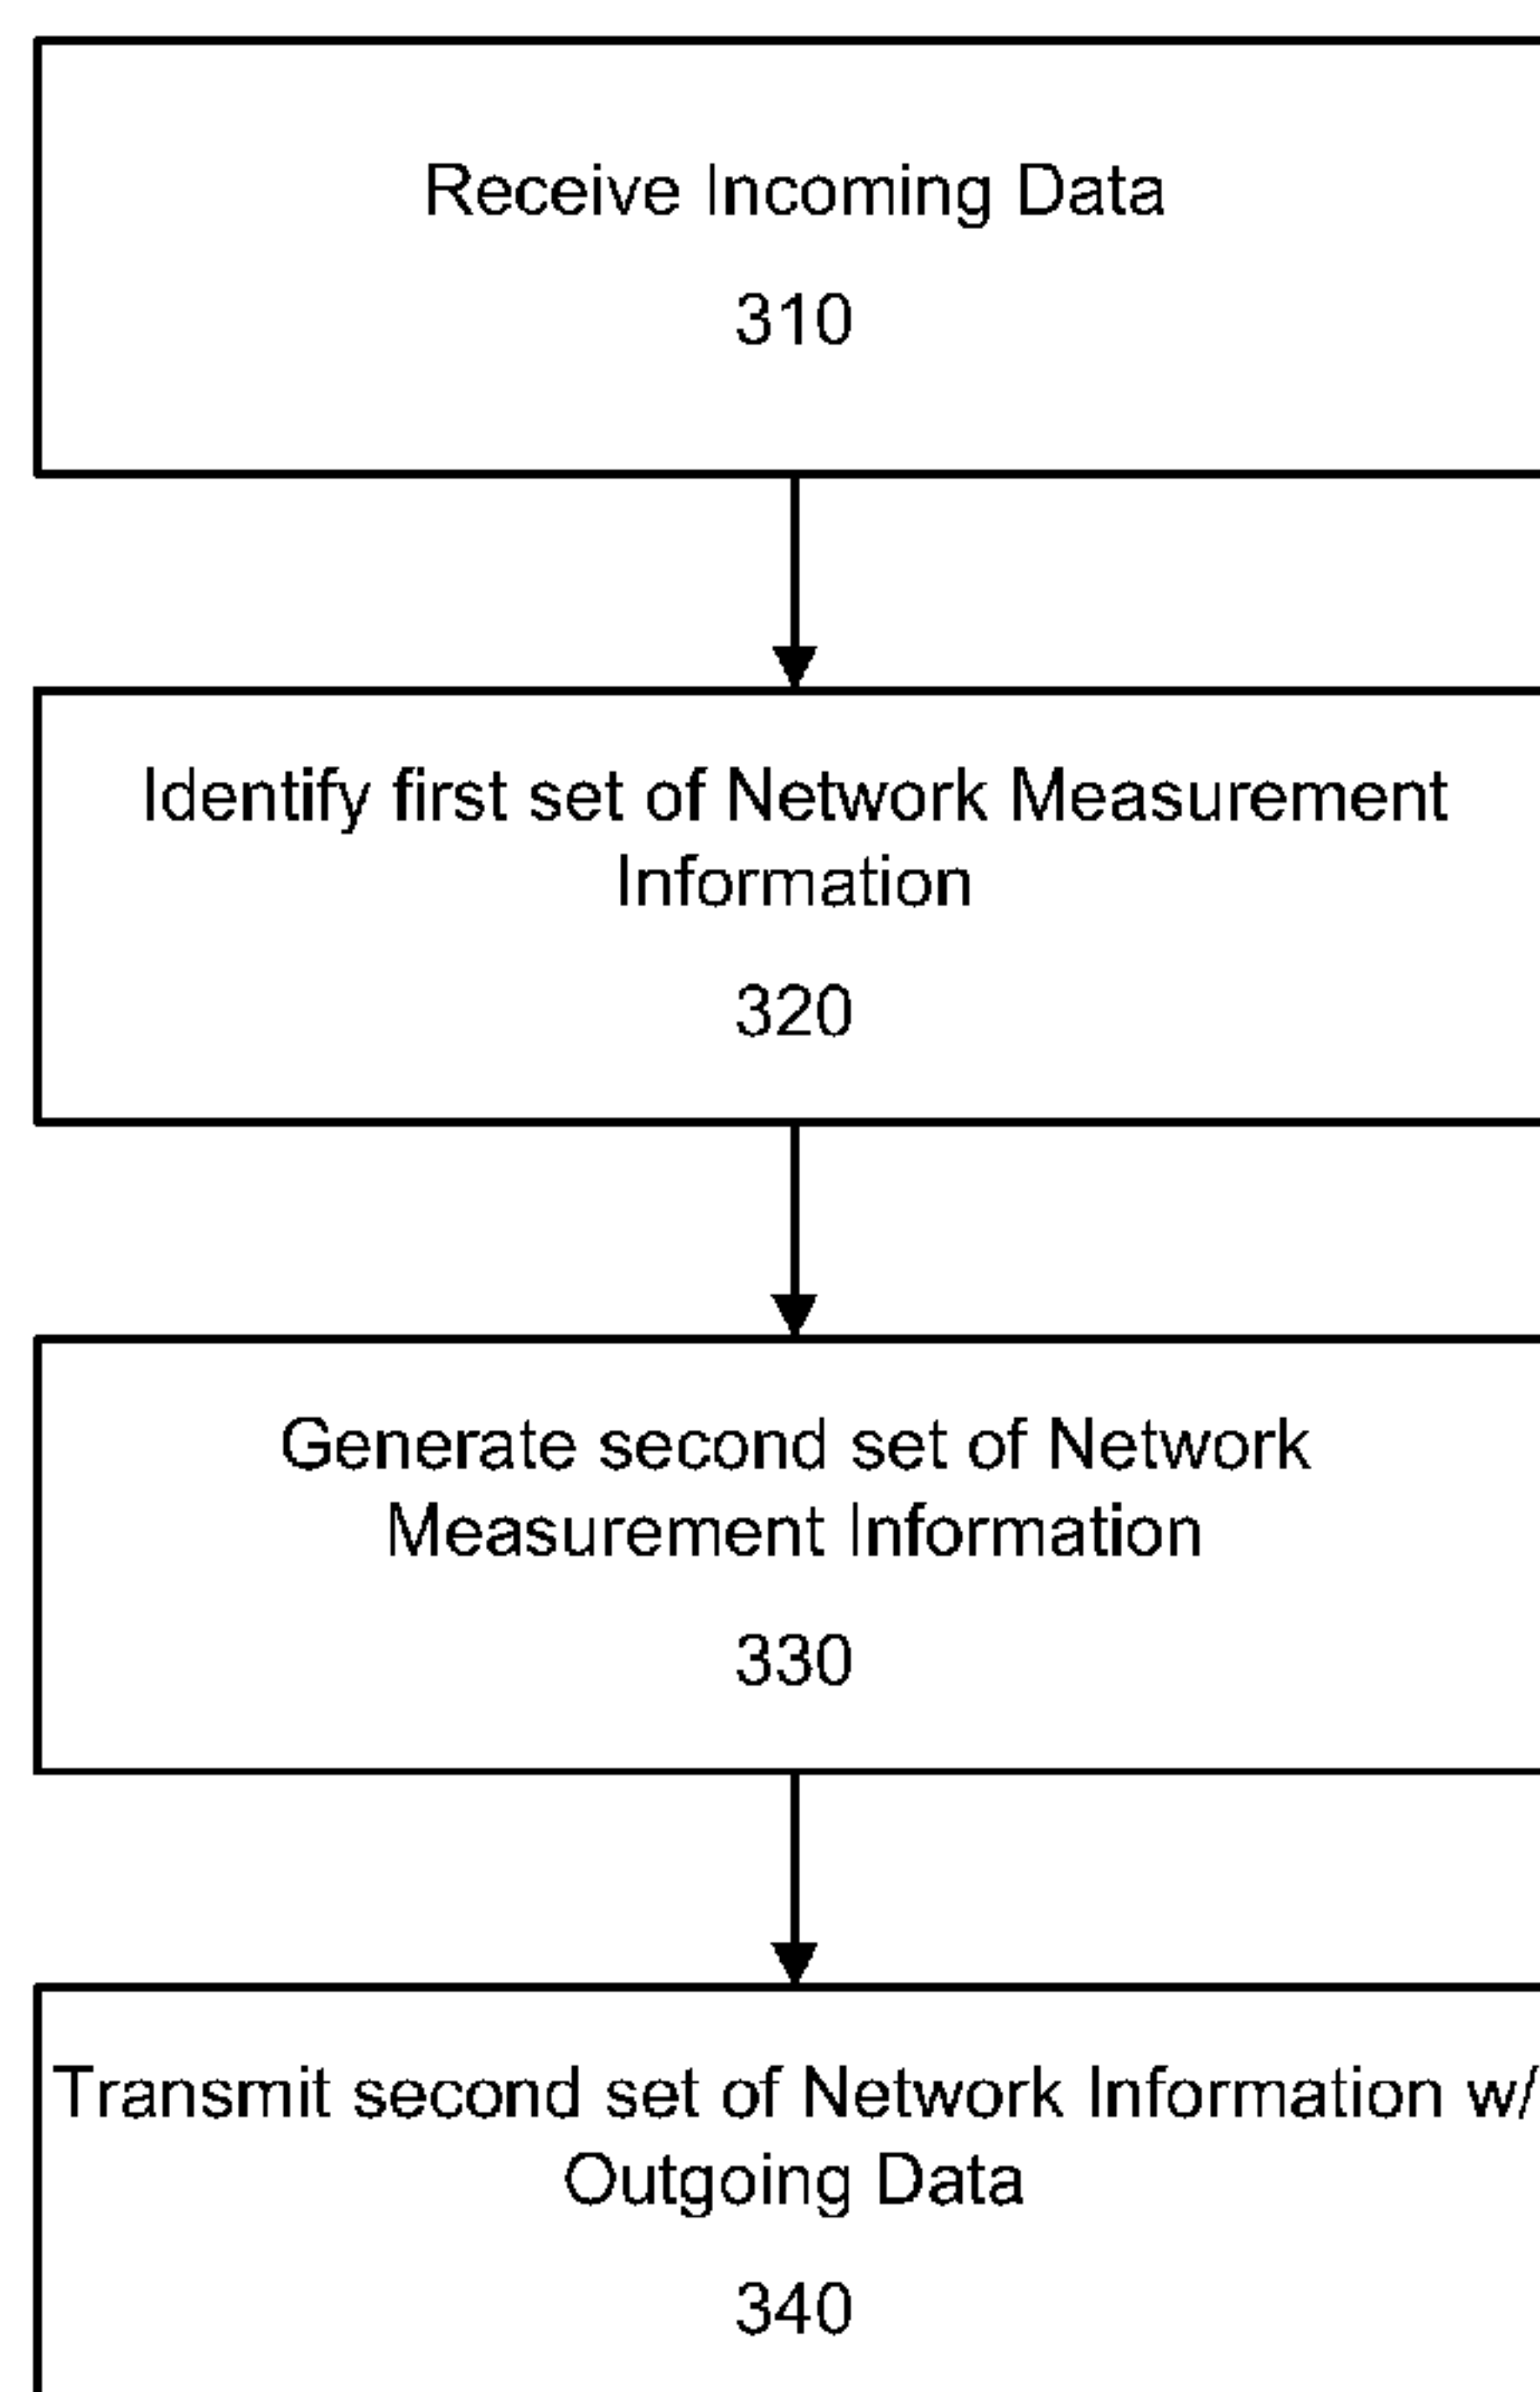 Receive Incoming Data
310
Identify first set of Network Measurement
Information
320
Generate second set of Network
Measurement Information
330
Transmit second set of Network Information w/
Outgoing Data
340